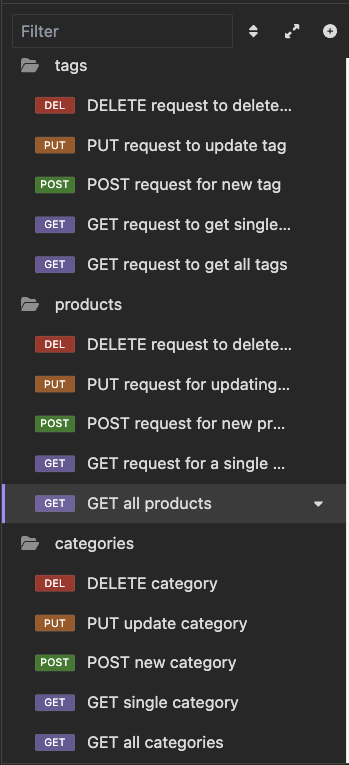 Filter
tags
DEL DELETE request to delete...
PUT PUT request to update tag
POST POST request for new tag
GET GET request to get single...
GET GET request to get all tags
products
DEL DELETE request to delete...
PUT PUT request for updating...
POST POST request for new pr...
GET GET request for a single ...
GET GET all products
categories
DEL DELETE category
PUT PUT update category
POST POST new category
GET GET single category
GET GET all categories